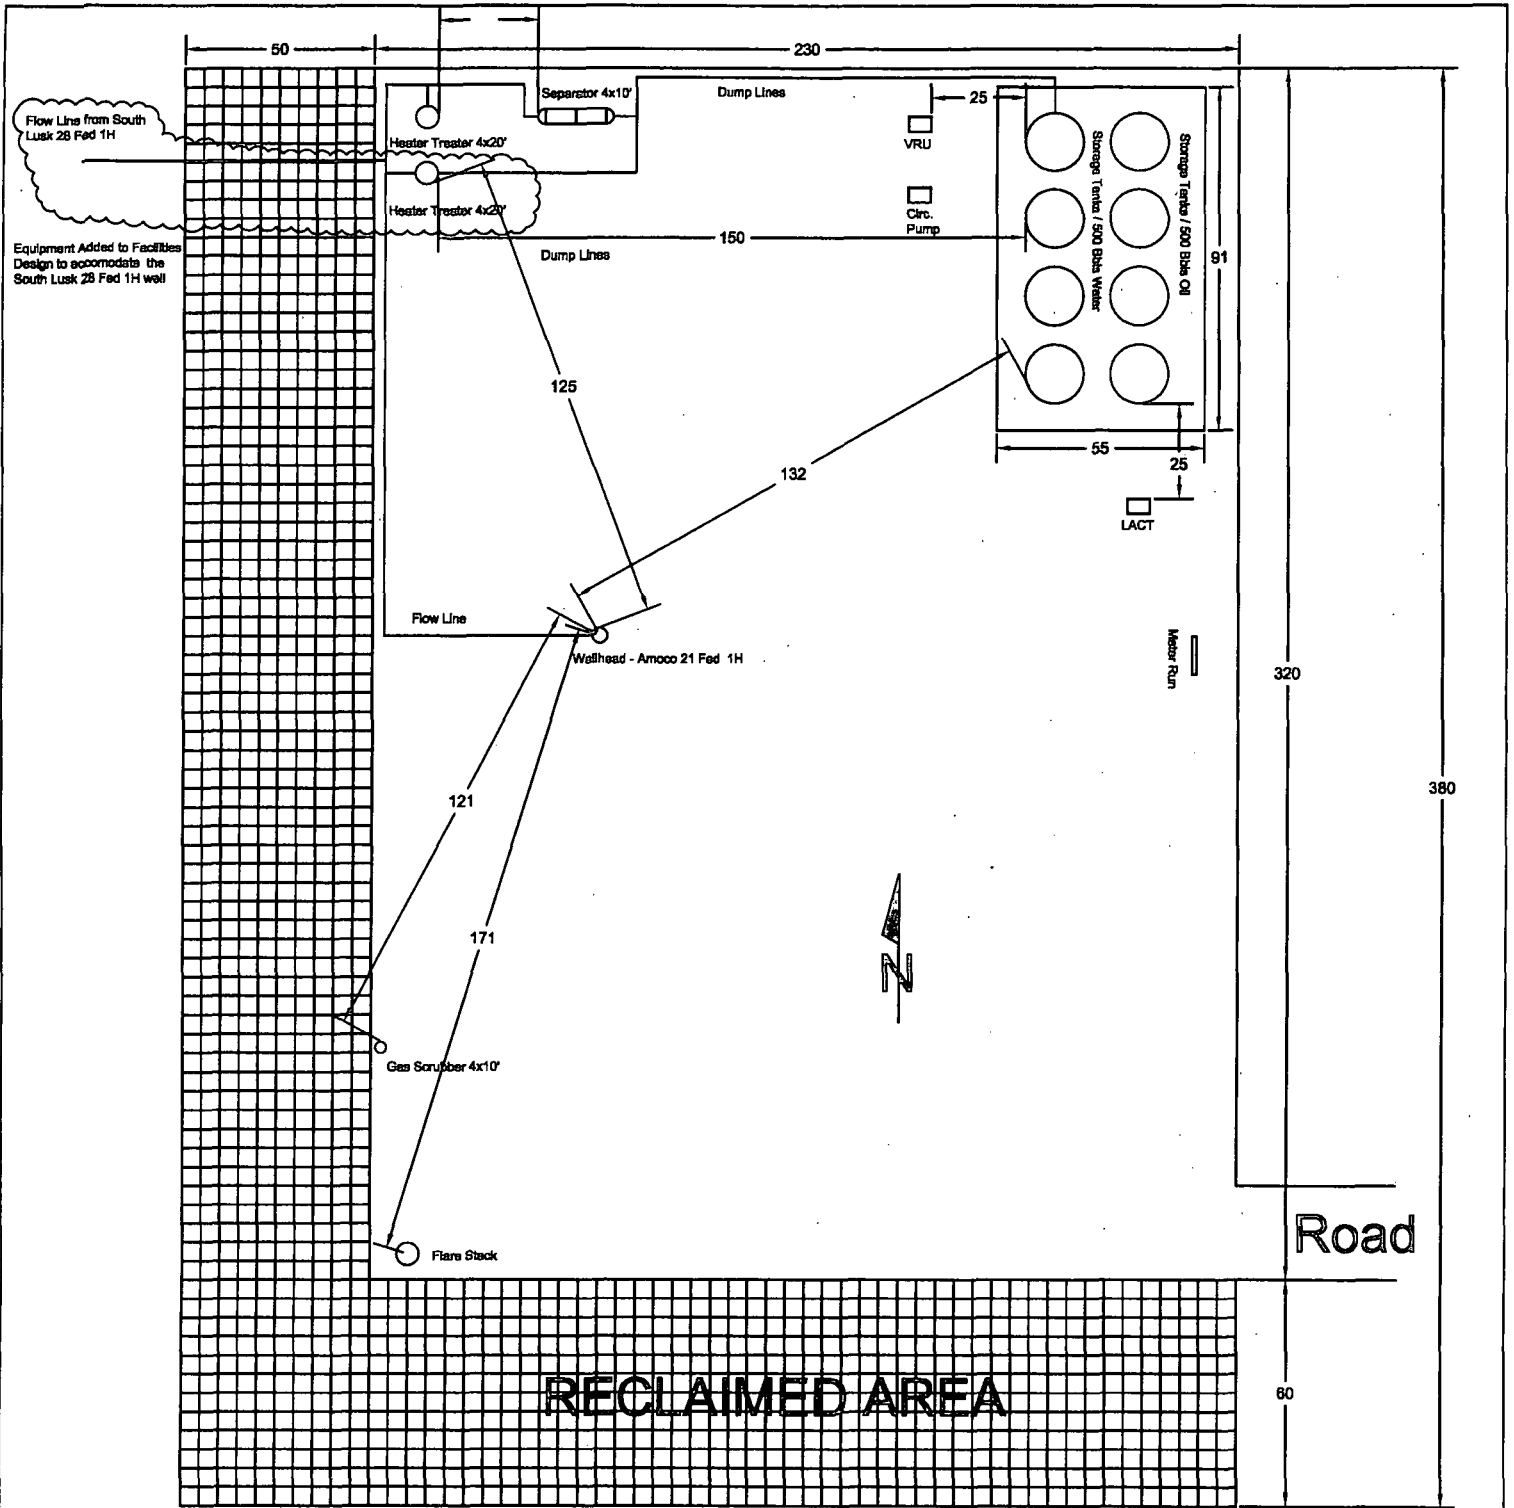 50
230
Flow Line from South
Lusk 28 Fed 1H
Separator 4x10'
Dump Lines
25
VRU
Heater Treater 4x20'
Heater Treater 4x20'
Circ.
Pump
Storage Tanks / 500 Bbls Water
Storage Tanks / 500 Bbls Oil
Equipment Added to Facilities
Design to accomodate the
South Lusk 28 Fed 1H well
150
Dump Lines
91
125
132
55
25
LACT
Flow Line
Wellhead - Amoco 21 Fed 1H
Meter Run
320
380
121
171
N
Gas Scrubber 4x10'
Road
Flare Stack
RECLAIMED AREA
60